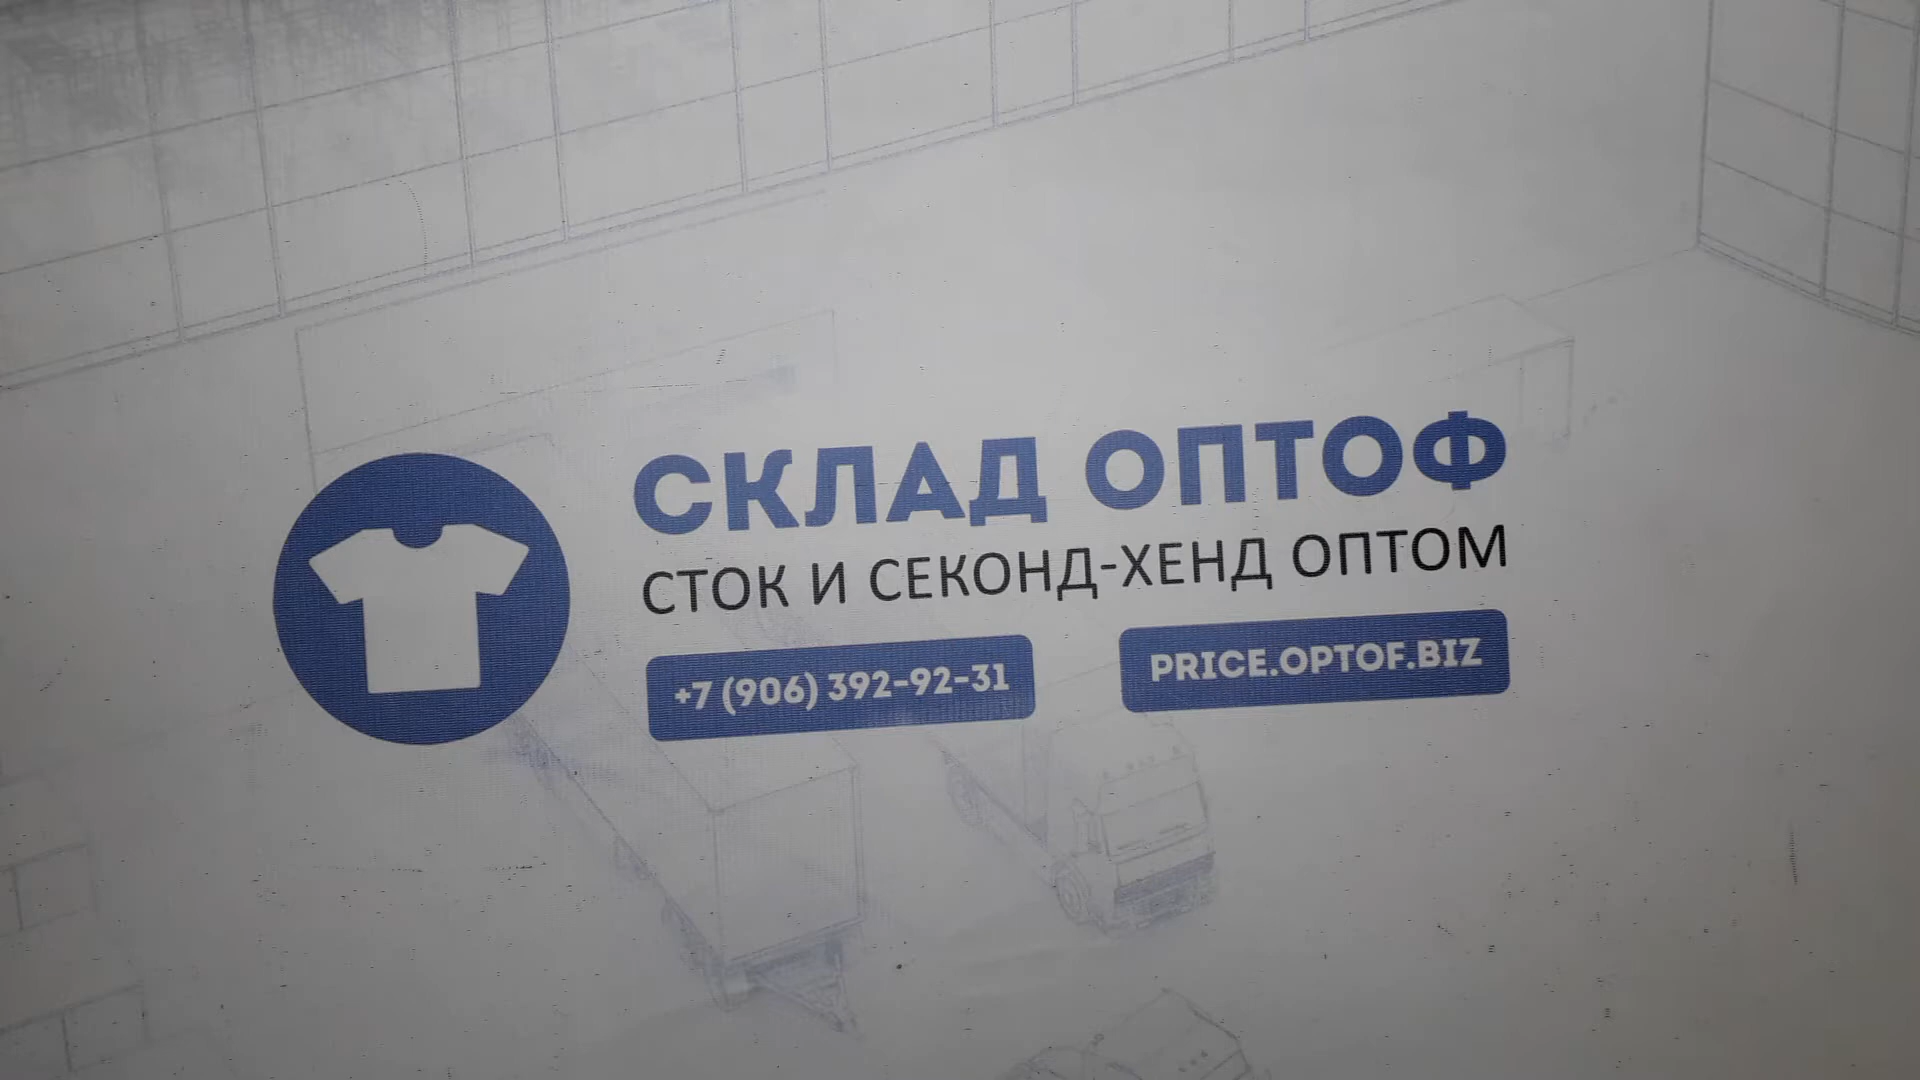 СКЛАД ОПТОФ
СТОК И СЕКОНД-ХЕНД ОПТОМ
+7 (906) 392-92-31
PRICE.OPTOF.BIZ